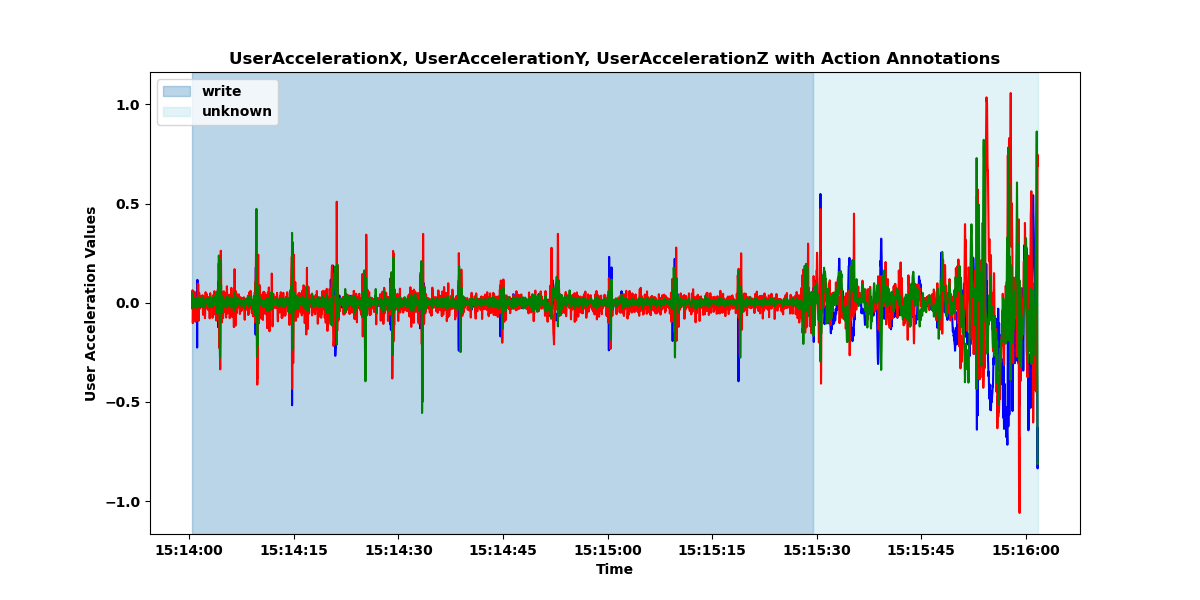 UserAccelerationX, UserAccelerationY, UserAccelerationZ with Action Annotations
write
unknown
User Acceleration Values
1.0
0.5
0.0
−0.5
−1.0
15:14:00 15:14:15 15:14:30 15:14:45 15:15:00 15:15:15 15:15:30 15:15:45 15:16:00
Time